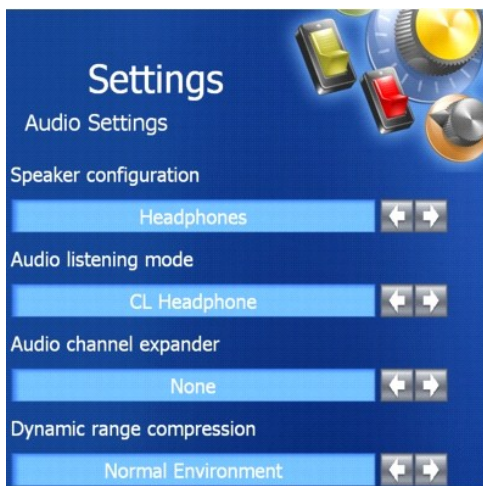 Settings
Audio Settings
Speaker configuration
Headphones
Audio listening mode
CL Headphone
Audio channel expander
None
Dynamic range compression
Normal Environment